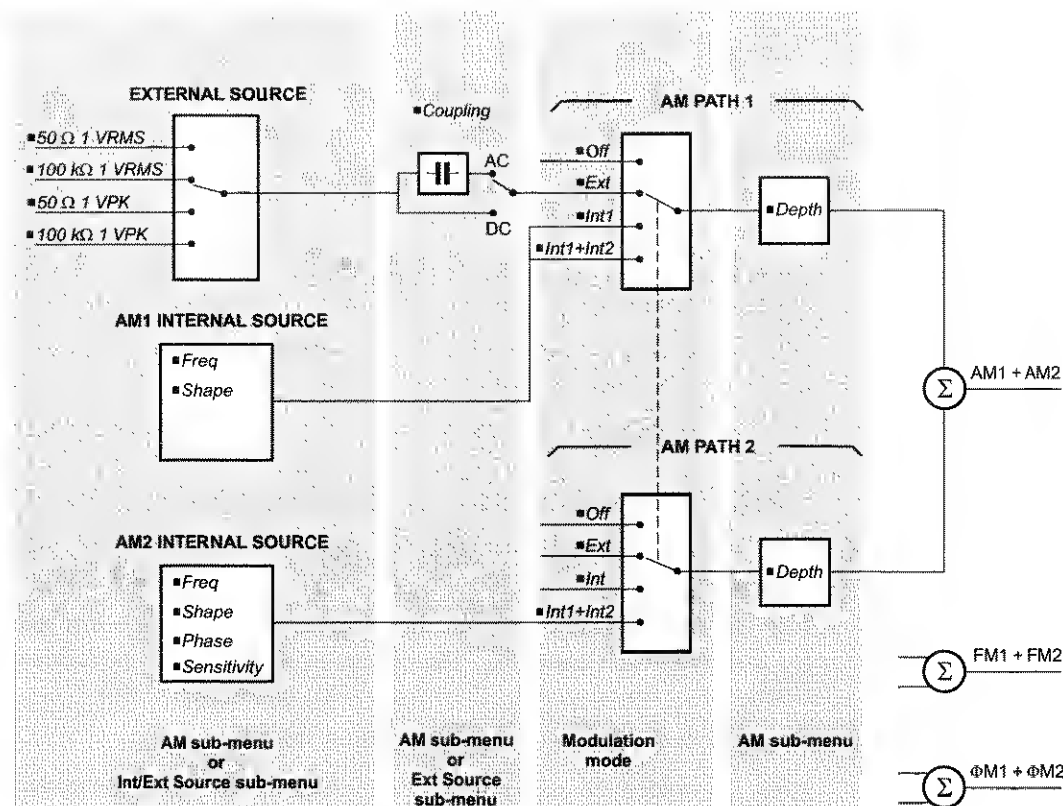 EXTERNAL SOURCE
▪50 Ω 1 VRMS
▪100 kΩ 1 VRMS
▪50 Ω 1 VPK
▪100 kΩ 1 VPK
▪Coupling
AC
DC
AM PATH 1
▪Off
▪Ext
▪Int1
▪Int1+Int2
▪Depth
AM1 INTERNAL SOURCE
▪Freq
▪Shape
Σ
AM1 + AM2
AM PATH 2
▪Off
▪Ext
▪Int
▪Int1+Int2
▪Depth
AM2 INTERNAL SOURCE
▪Freq
▪Shape
▪Phase
▪Sensitivity
Σ
FM1 + FM2
Σ
ΦM1 + ΦM2
AM sub-menu
or
Int/Ext Source sub-menu
AM sub-menu
or
Ext Source
sub-menu
Modulation
mode
AM sub-menu